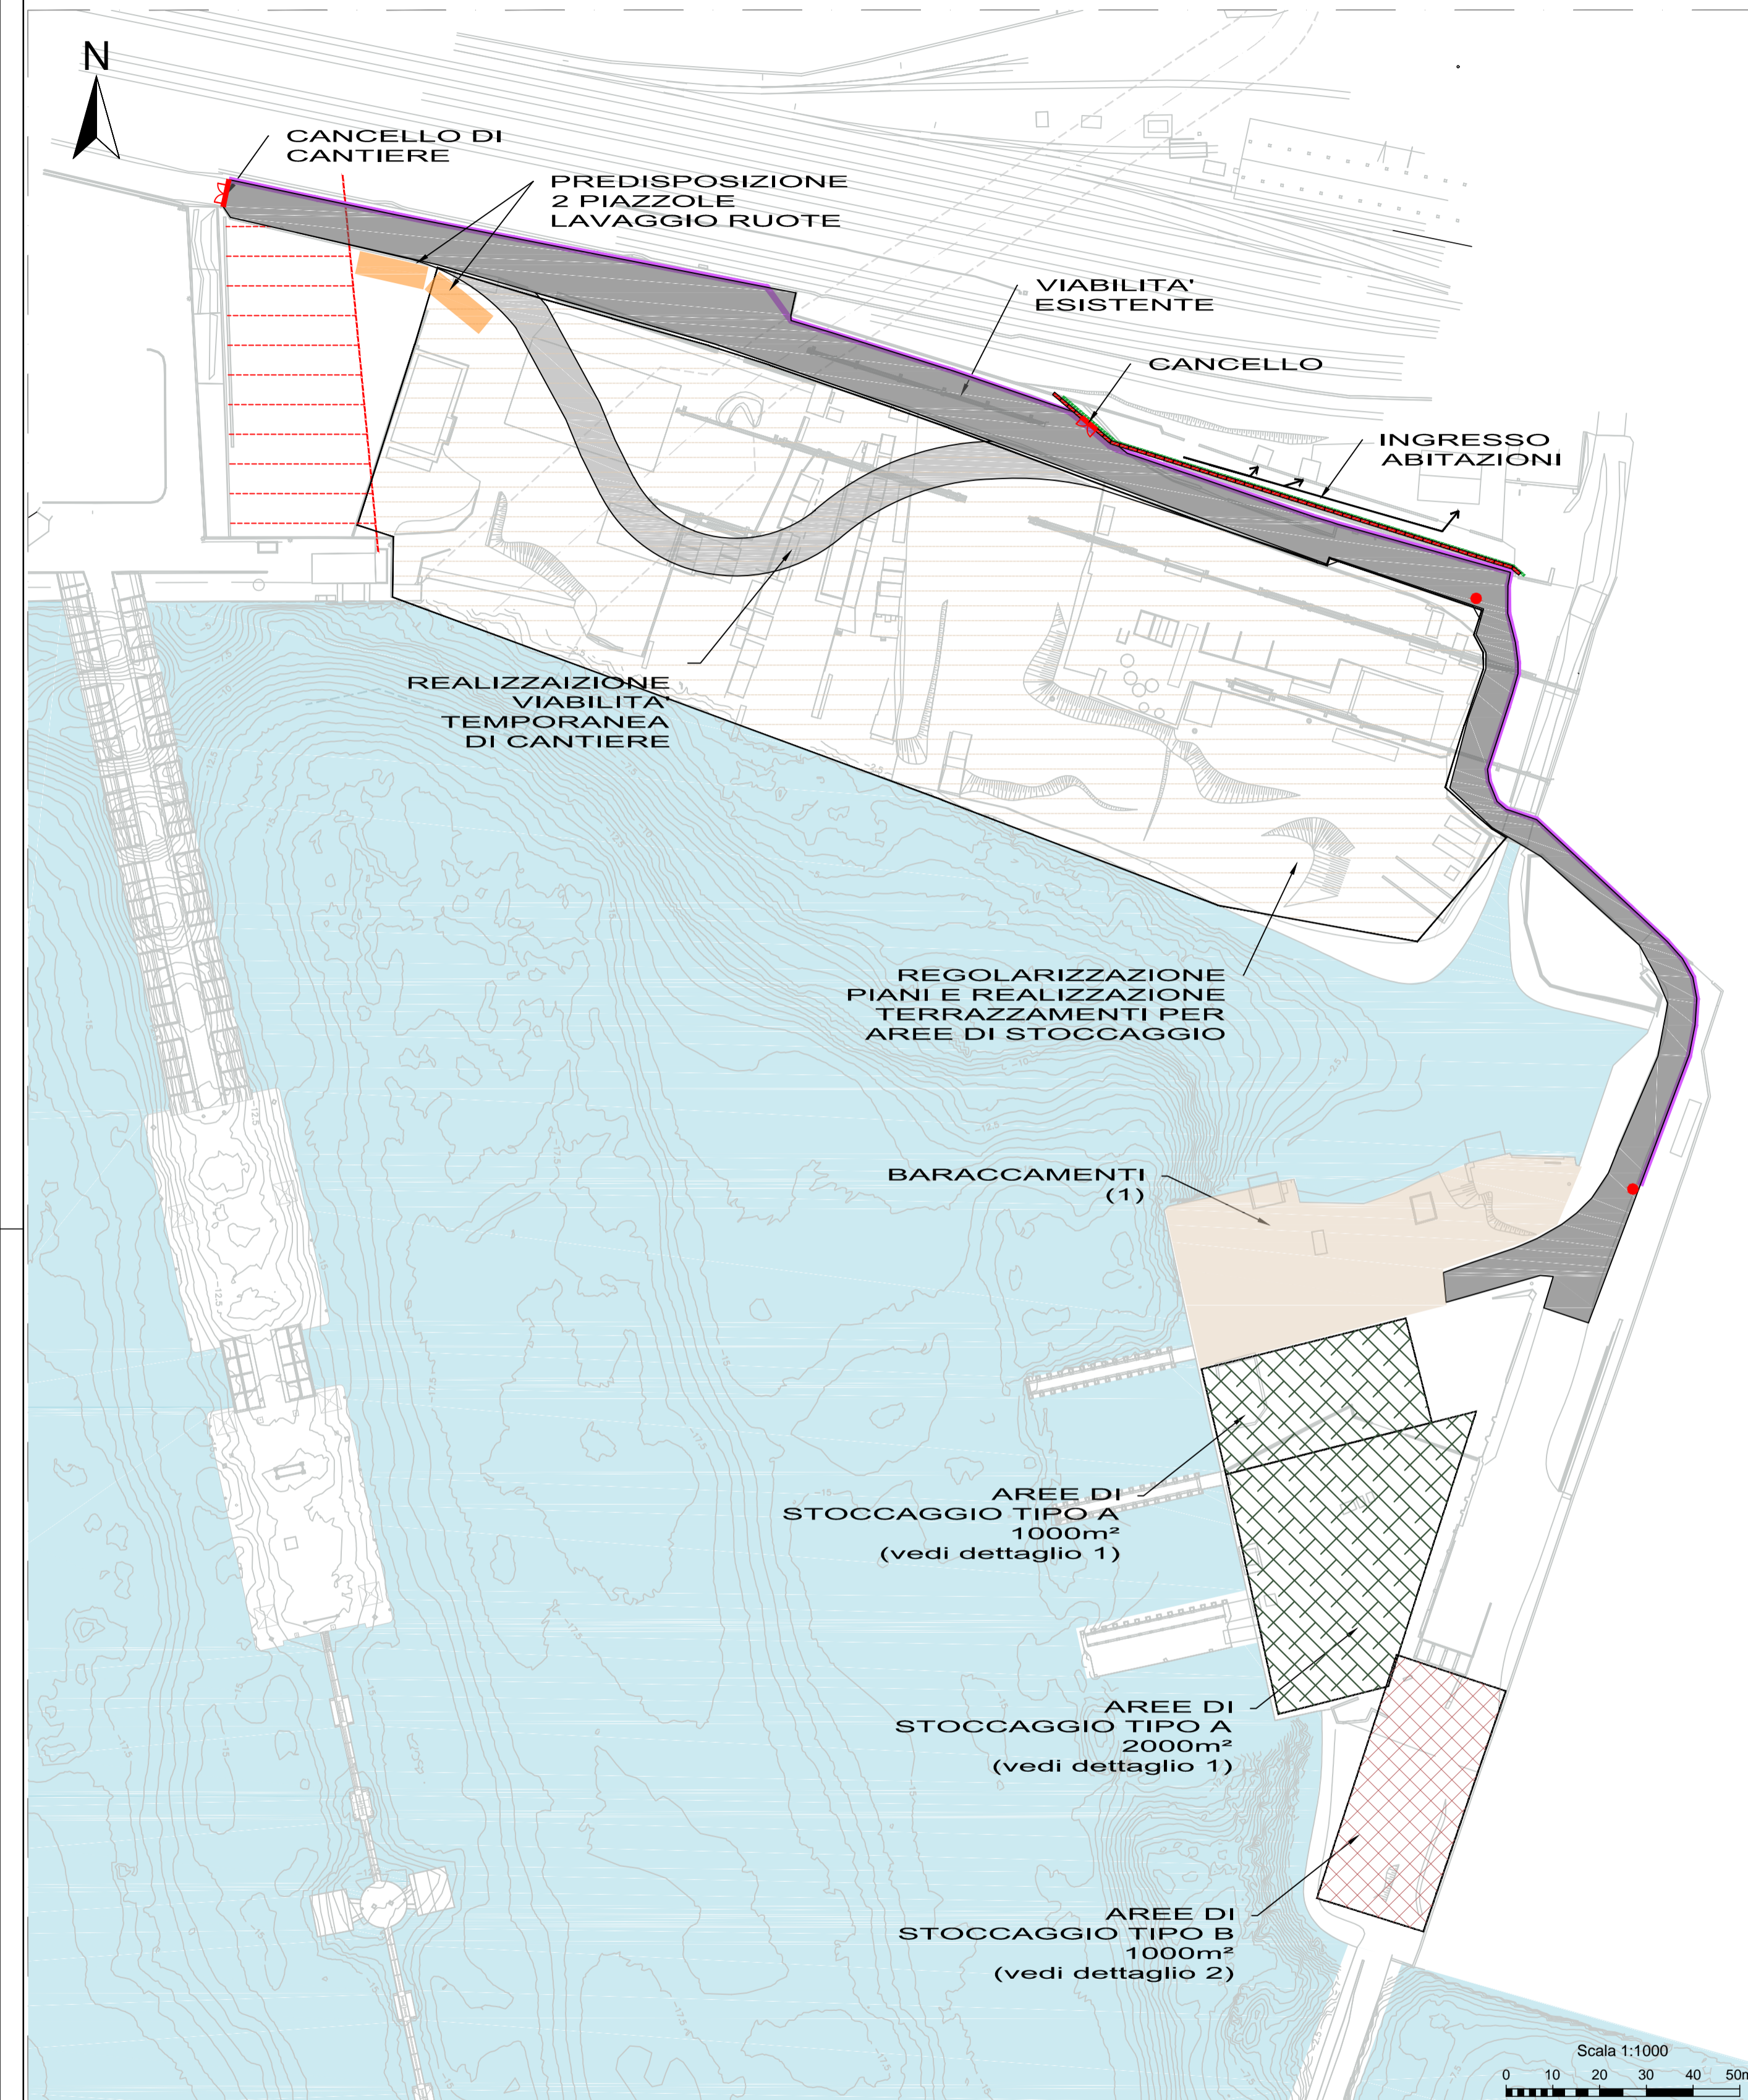 N
CANCELLO DI
CANTIERE
PREDISPOSIZIONE
2 PIAZZOLE
LAVAGGIO RUOTE
VIABILITA'
ESISTENTE
CANCELLO
INGRESSO
ABITAZIONI
REALIZZAIZIONE
VIABILITA'
TEMPORANEA
DI CANTIERE
REGOLARIZZAZIONE
PIANI E REALIZZAZIONE
TERRAZZAMENTI PER
AREE DI STOCCAGGIO
BARACCAMENTI
(1)
AREE DI
STOCCAGGIO TIPO A
1000m²
(vedi dettaglio 1)
AREE DI
STOCCAGGIO TIPO A
2000m²
(vedi dettaglio 1)
AREE DI
STOCCAGGIO TIPO B
1000m²
(vedi dettaglio 2)
Scala 1:1000
0 10 20 30 40 50m